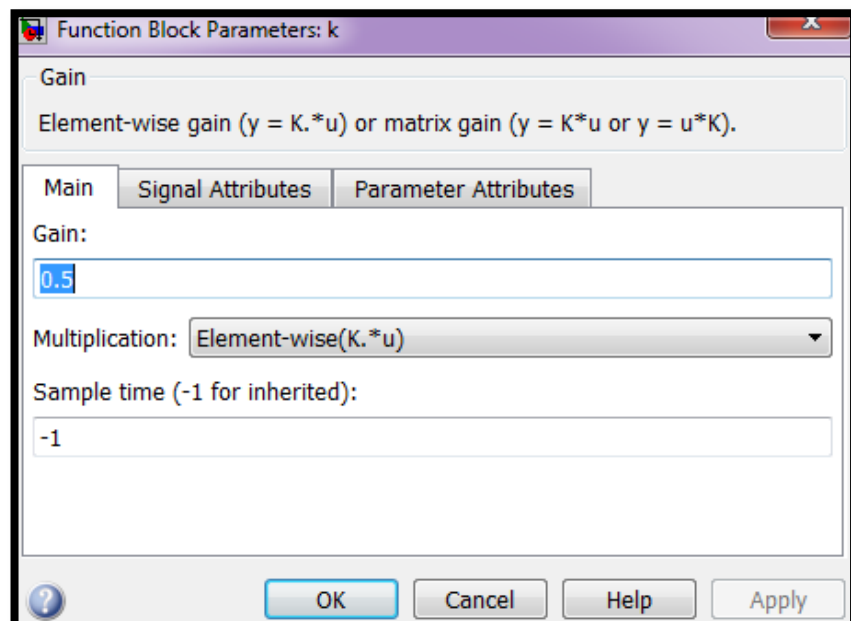 Function Block Parameters: k
Gain
Element-wise gain (y = K.*u) or matrix gain (y = K*u or y = u*K).
Main Signal Attributes Parameter Attributes
Gain:
0.5
Multiplication: Element-wise(K.*u)
Sample time (-1 for inherited):
-1
OK Cancel Help Apply